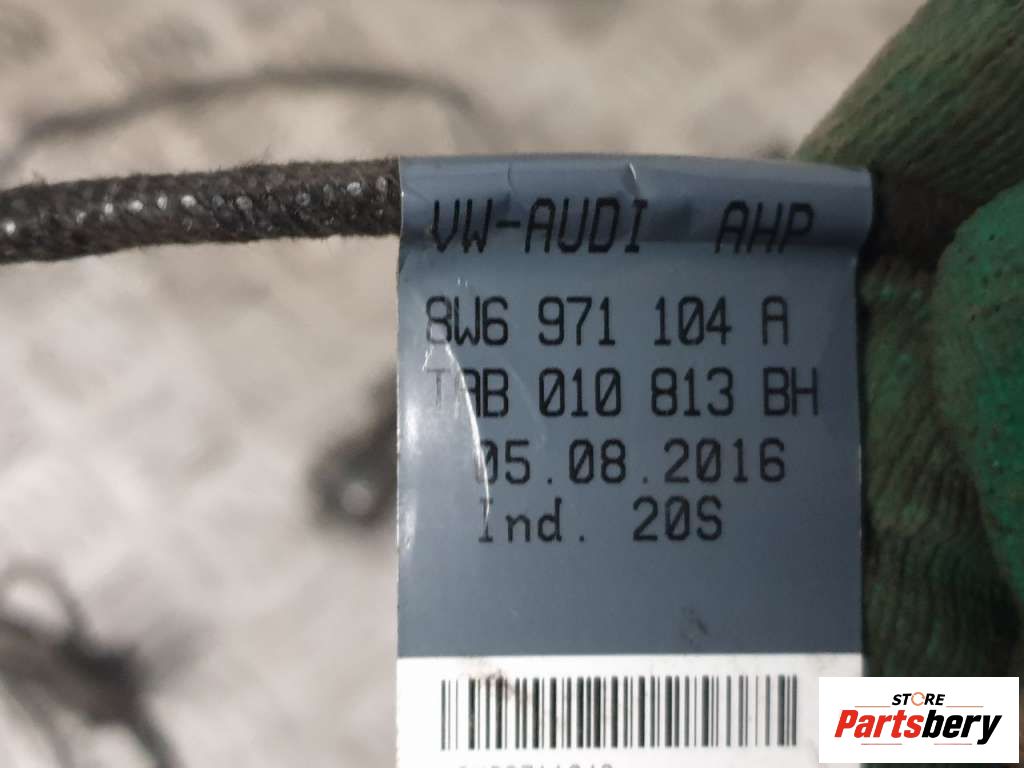 VW-AUDI AHP
8W6 971 104 A
TAB 010 813 BH
05.08.2016
Ind. 20S
STORE
Partsbery